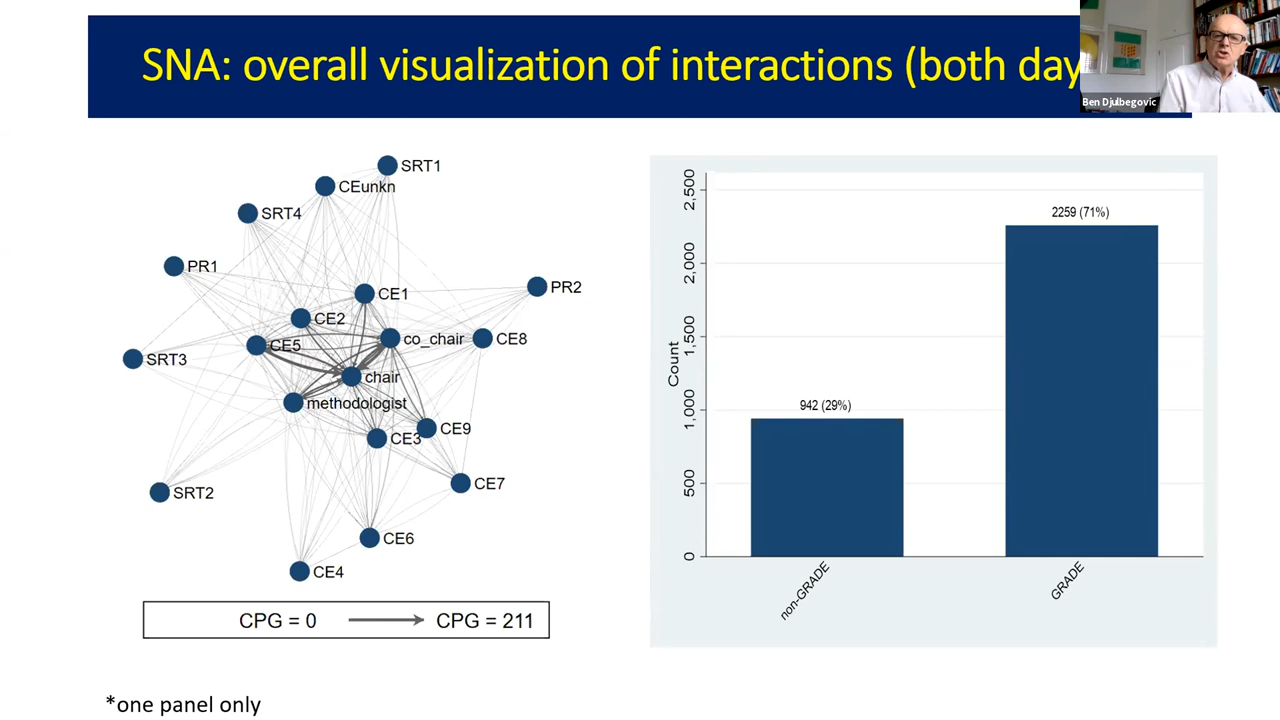 SNA: overall visualization of interactions (both day
Ben Djulbegovic
SRT1
CEunkn
SRT4
PR1
PR2
CE1
CE2
co_chair
CE8
CE5
SRT3
chair
methodologist
CE9
CE3
CE7
SRT2
CE6
CE4
CPG = 0 CPG = 211
*one panel only
Count
2,500
2,000
1,500
1,000
500
0
2259 (71%)
942 (29%)
non-GRADE
GRADE